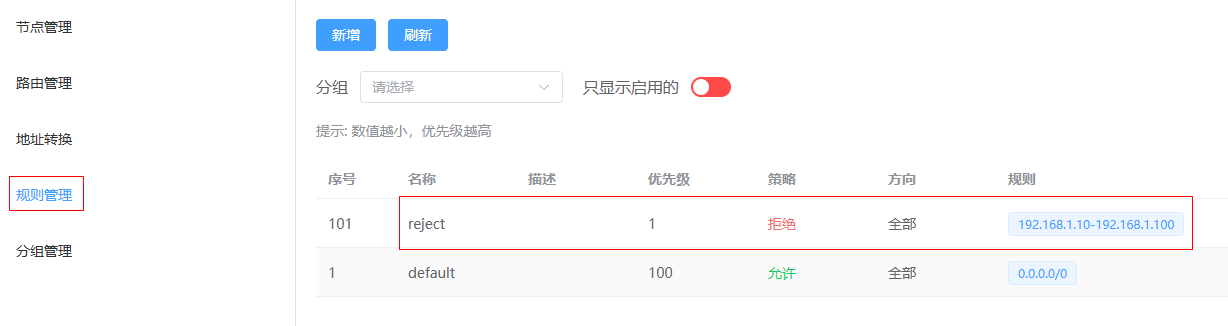 节点管理
路由管理
地址转换
规则管理
分组管理
新增 刷新
分组 请选择 只显示启用的
提示: 数值越小，优先级越高
序号 名称 描述 优先级 策略 方向 规则
101 reject 1 拒绝 全部 192.168.1.10-192.168.1.100
1 default 100 允许 全部 0.0.0.0/0